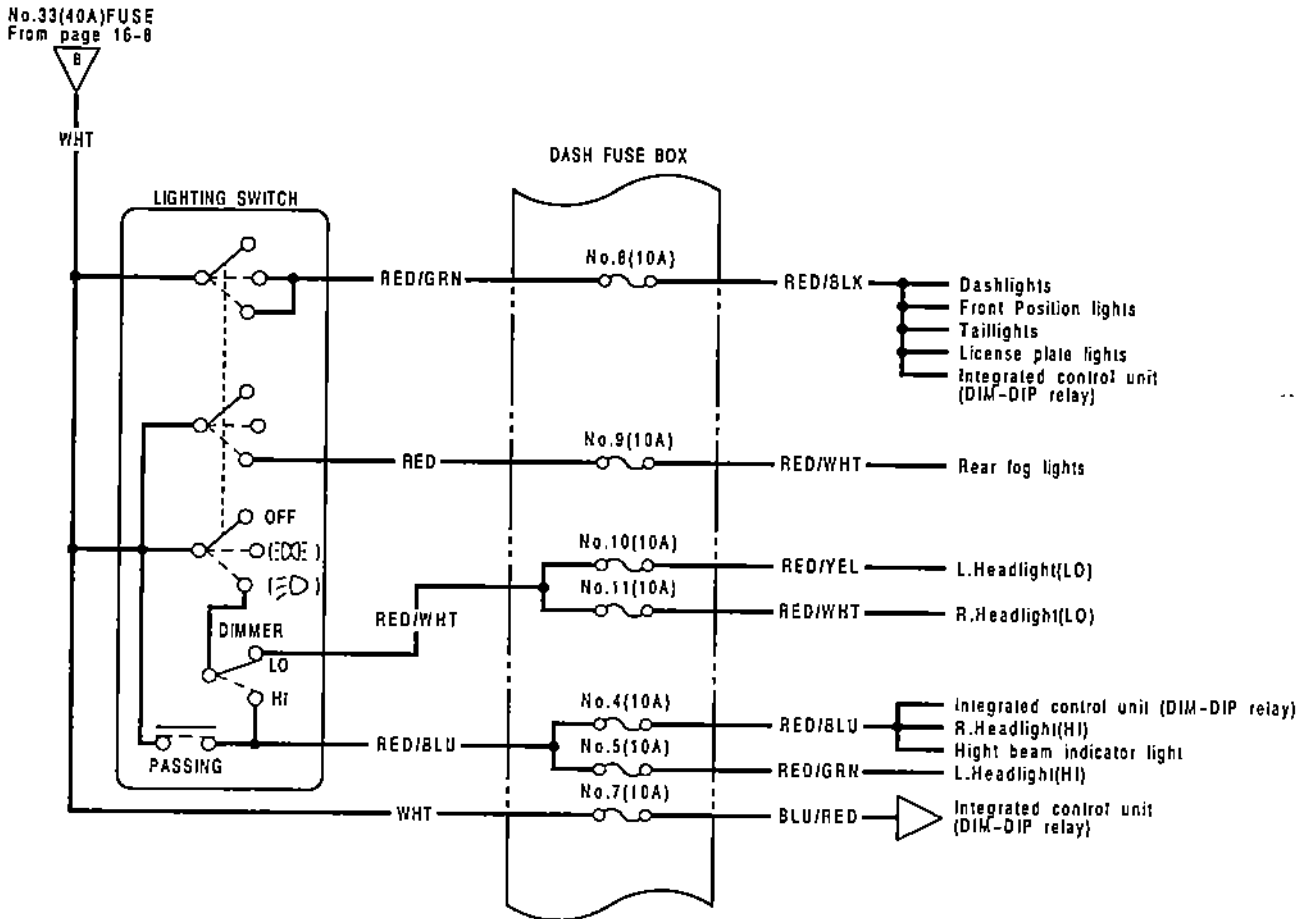 No.33(40A)FUSE
From page 16-8
B
WHT
DASH FUSE BOX
LIGHTING SWITCH
RED/GRN
No.8(10A)
RED/BLK
Dashlights
Front Position lights
Taillights
License plate lights
Integrated control unit
(DIM-DIP relay)
RED
No.9(10A)
RED/WHT
Rear fog lights
OFF
No.10(10A)
RED/YEL
L.Headlight(LO)
No.11(10A)
RED/WHT
R.Headlight(LO)
RED/WHT
DIMMER
LO
HI
No.4(10A)
RED/BLU
Integrated control unit (DIM-DIP relay)
R.Headlight(HI)
Hight beam indicator light
RED/BLU
No.5(10A)
RED/GRN
L.Headlight(HI)
PASSING
WHT
No.7(10A)
BLU/RED
Integrated control unit
(DIM-DIP relay)